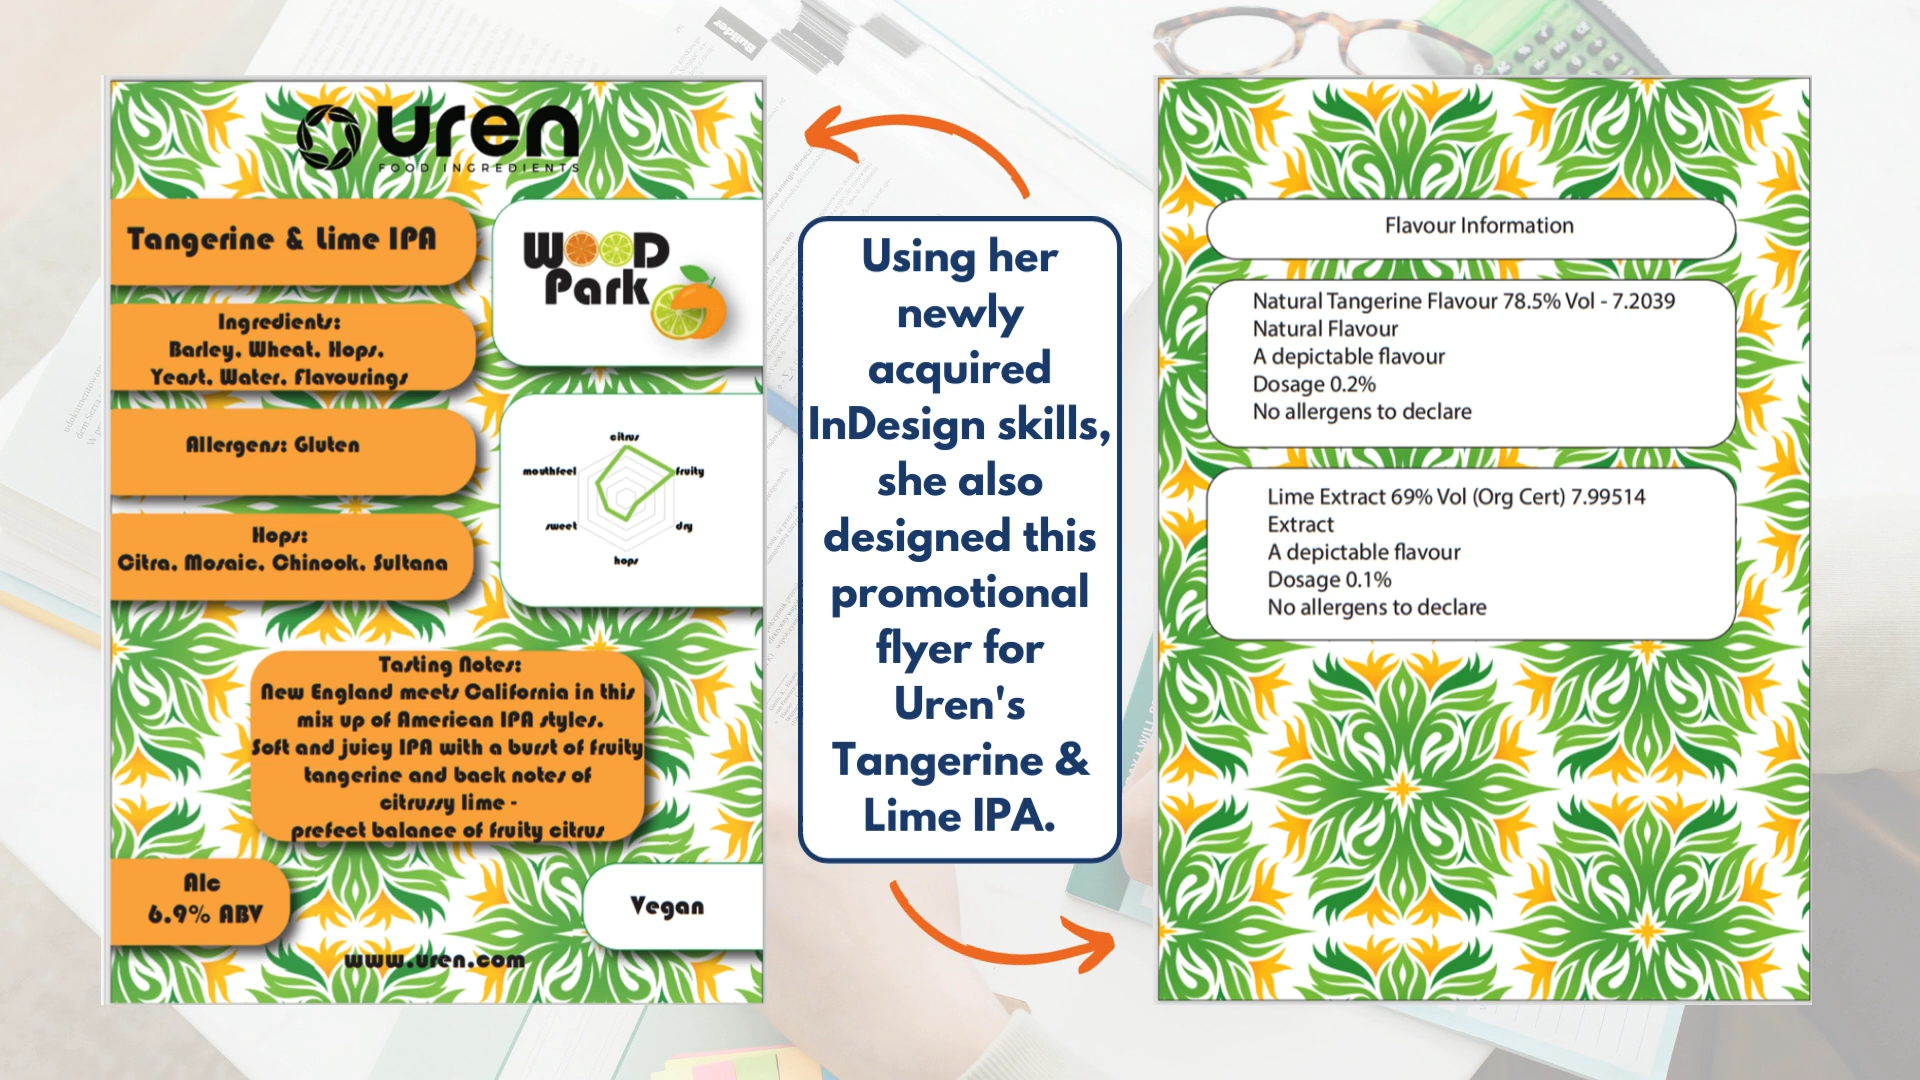 uren
FOOD INGREDIENTS
Tangerine & Lime IPA
Ingredients:
Barley, Wheat, Hops,
Yeast, Water, Flavourings
Allergens: Gluten
Hops:
Citra, Mosaic, Chinook, Sultana
WOOD
Park
citrus
mouthfeel
fruity
sweet
dry
hops
Tasting Notes:
New England meets California in this
mix up of American IPA styles.
Soft and juicy IPA with a burst of fruity
tangerine and back notes of
citrussy lime -
prefect balance of fruity citrus
Alc
6.9% ABV
Vegan
www.uren.com
Using her
newly
acquired
InDesign skills,
she also
designed this
promotional
flyer for
Uren's
Tangerine &
Lime IPA.
Flavour Information
Natural Tangerine Flavour 78.5% Vol - 7.2039
Natural Flavour
A depictable flavour
Dosage 0.2%
No allergens to declare
Lime Extract 69% Vol (Org Cert) 7.99514
Extract
A depictable flavour
Dosage 0.1%
No allergens to declare
Builder